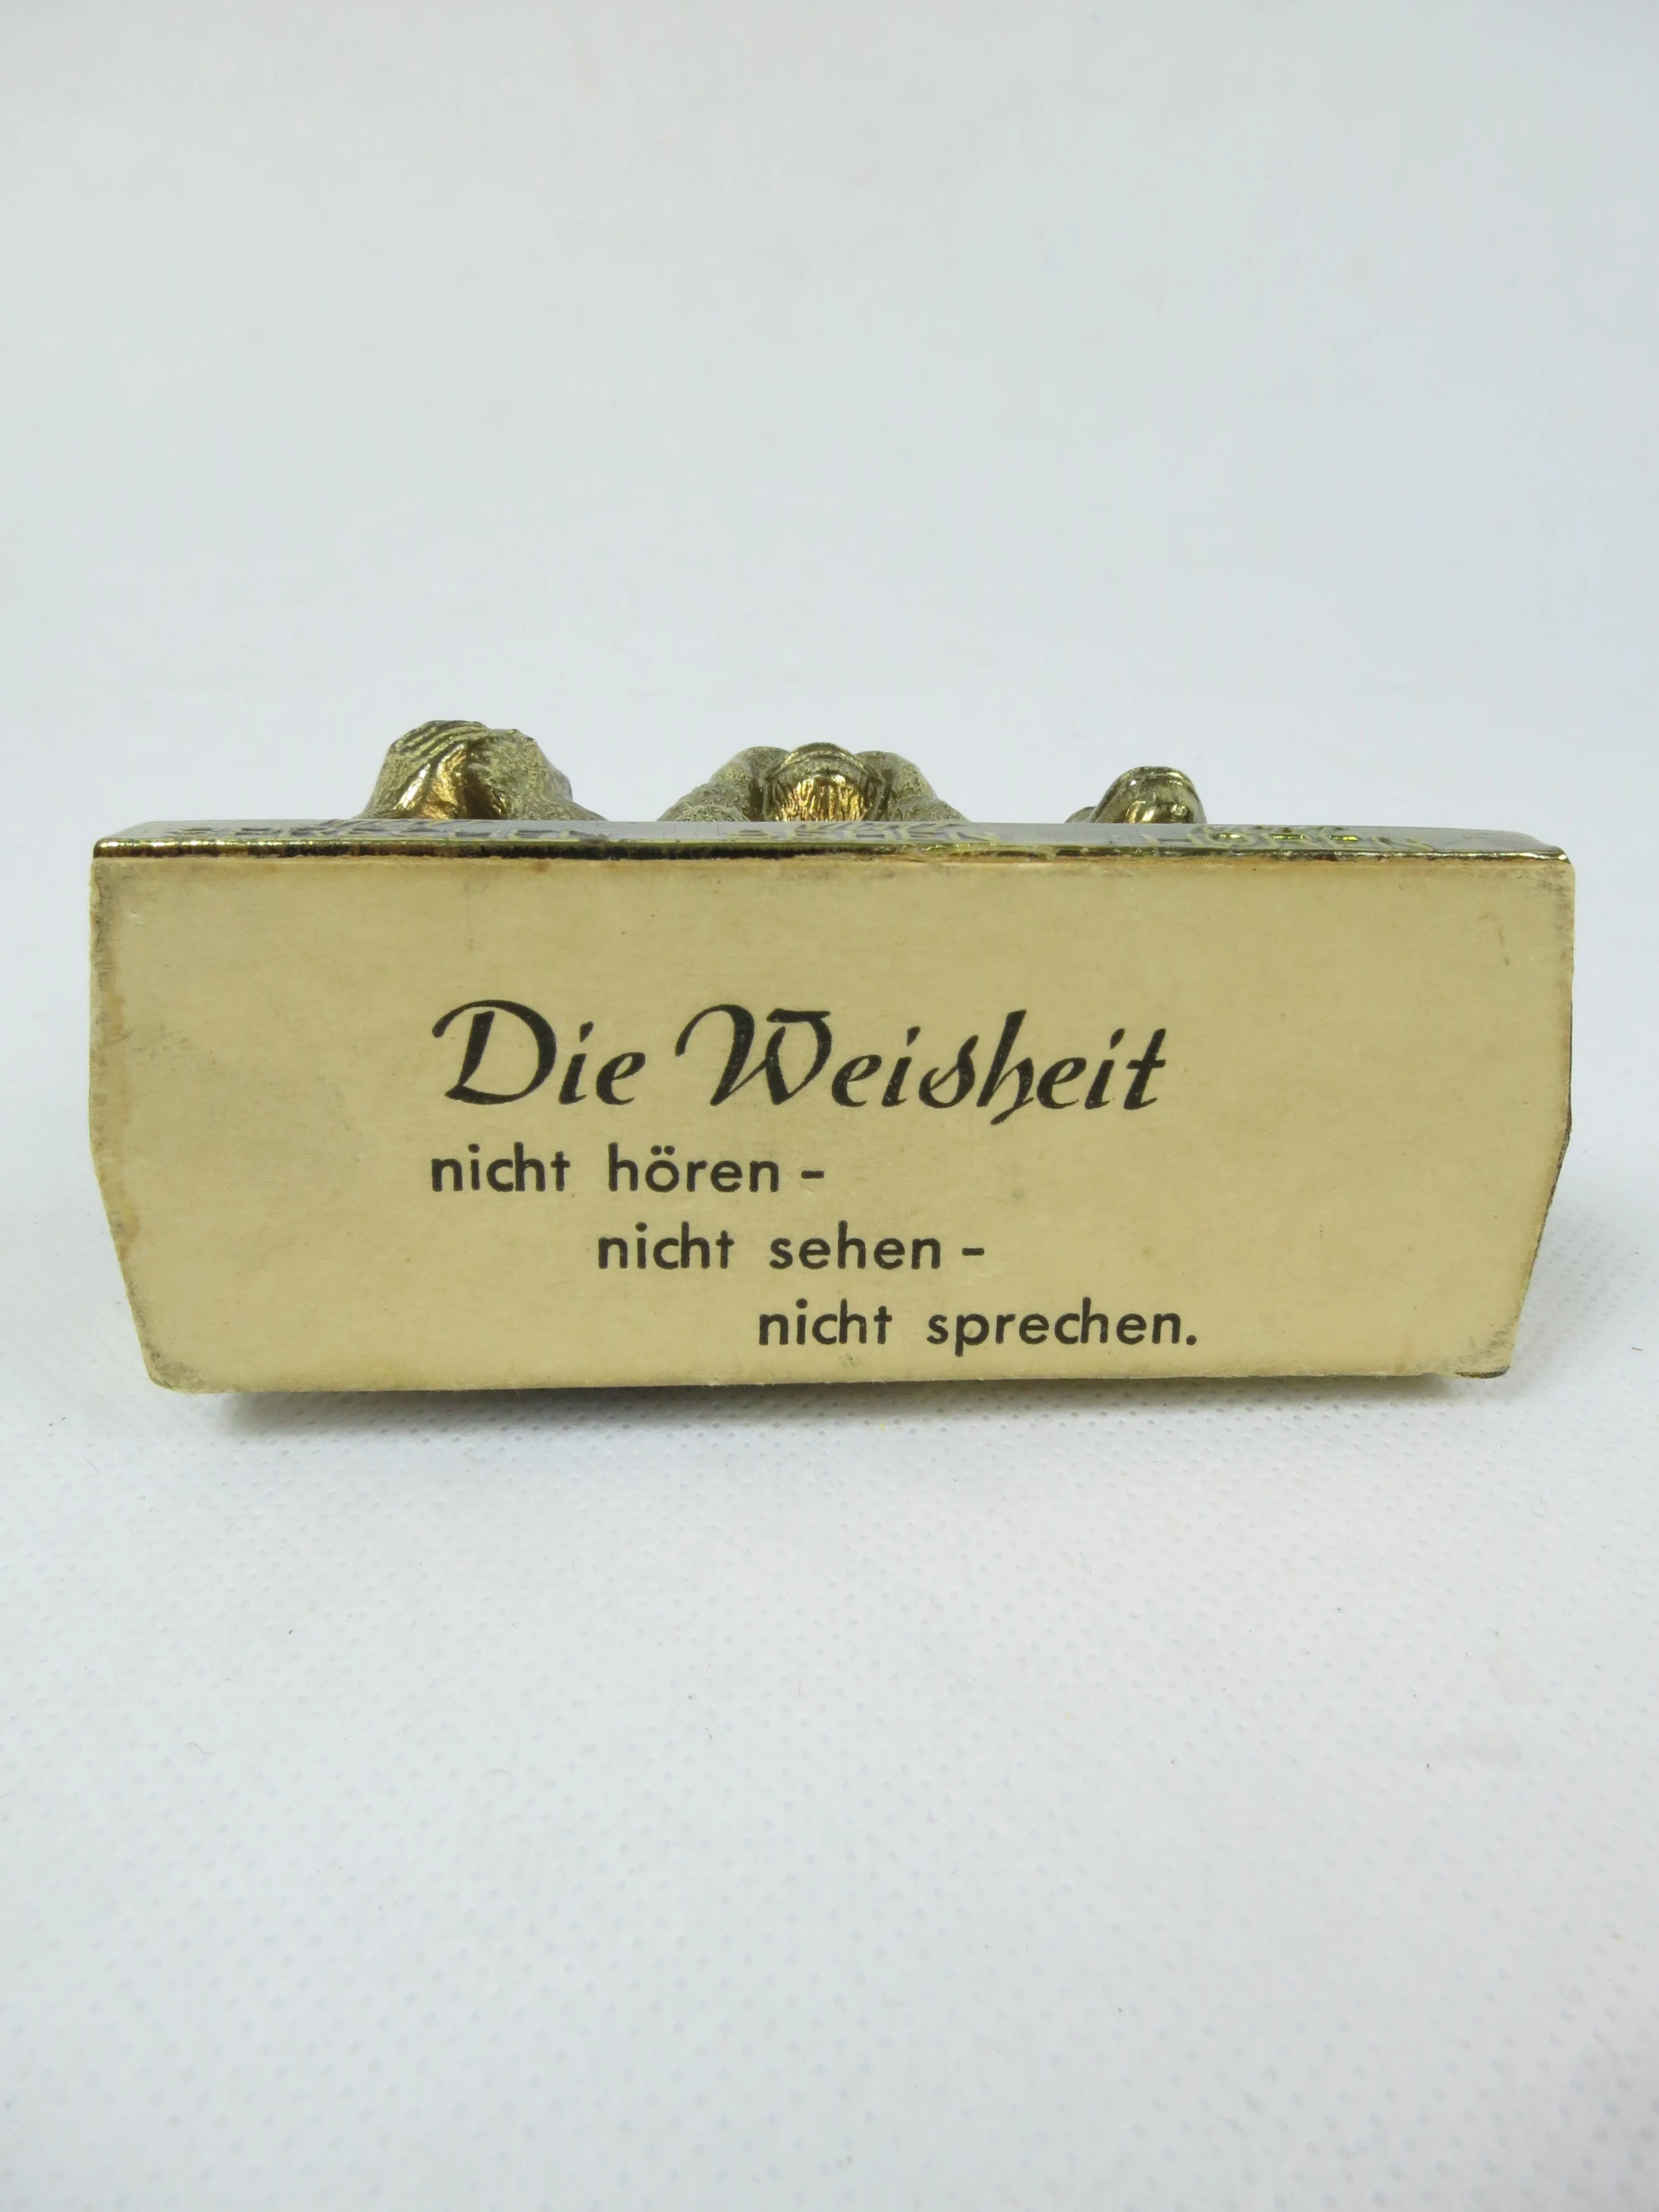 Die Weisheit
nicht hören -
nicht sehen -
nicht sprechen.